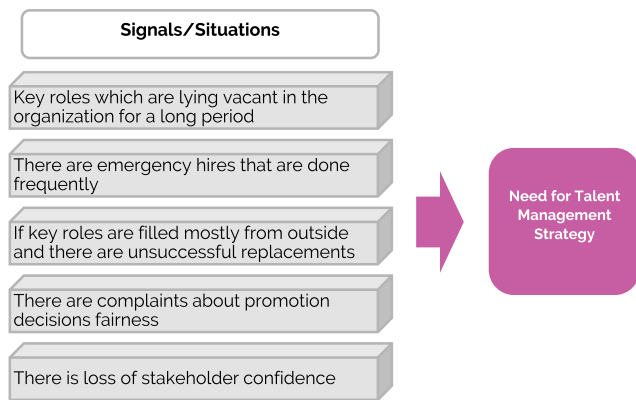 Signals/Situations
Key roles which are lying vacant in the
organization for a long period
There are emergency hires that are done
frequently
If key roles are filled mostly from outside
and there are unsuccessful replacements
There are complaints about promotion
decisions fairness
There is loss of stakeholder confidence
Need for Talent
Management
Strategy